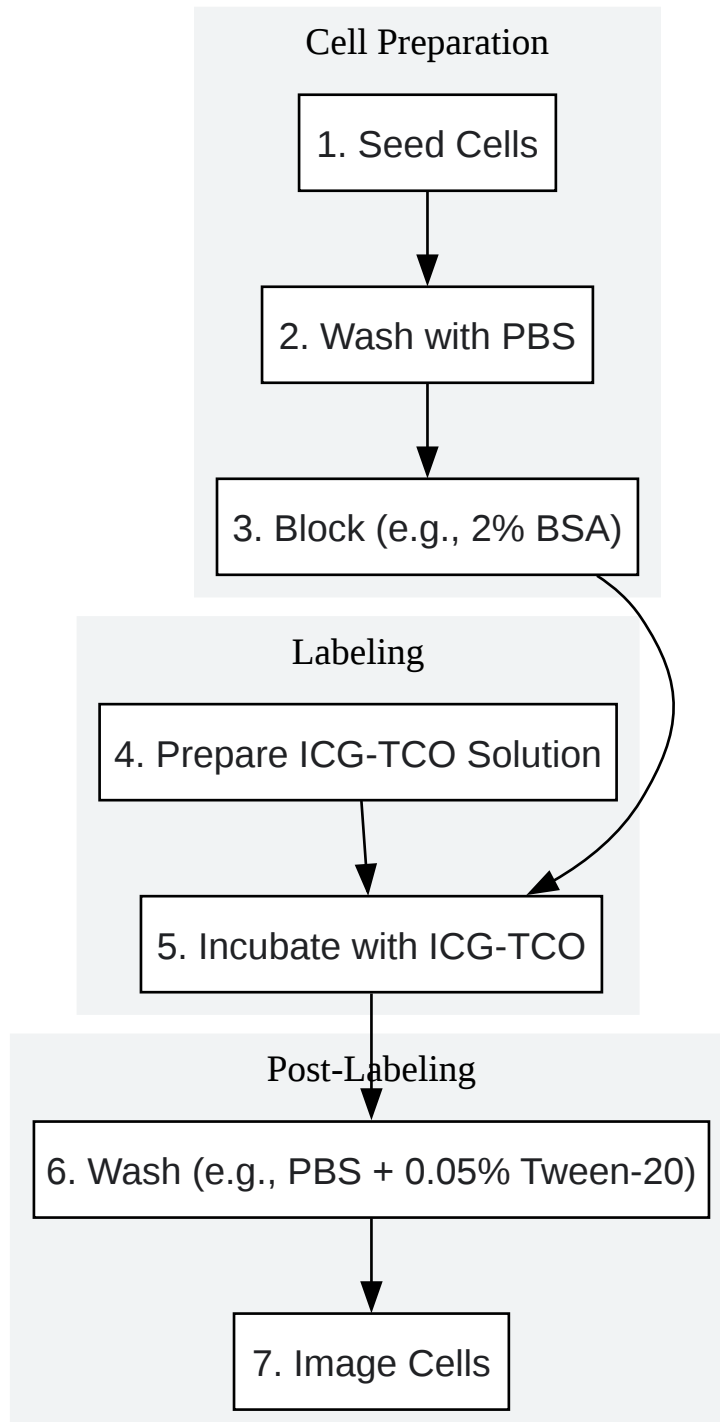 Cell Preparation
1. Seed Cells
2. Wash with PBS
3. Block (e.g., 2% BSA)
Labeling
4. Prepare ICG-TCO Solution
5. Incubate with ICG-TCO
Post-Labeling
6. Wash (e.g., PBS + 0.05% Tween-20)
7. Image Cells